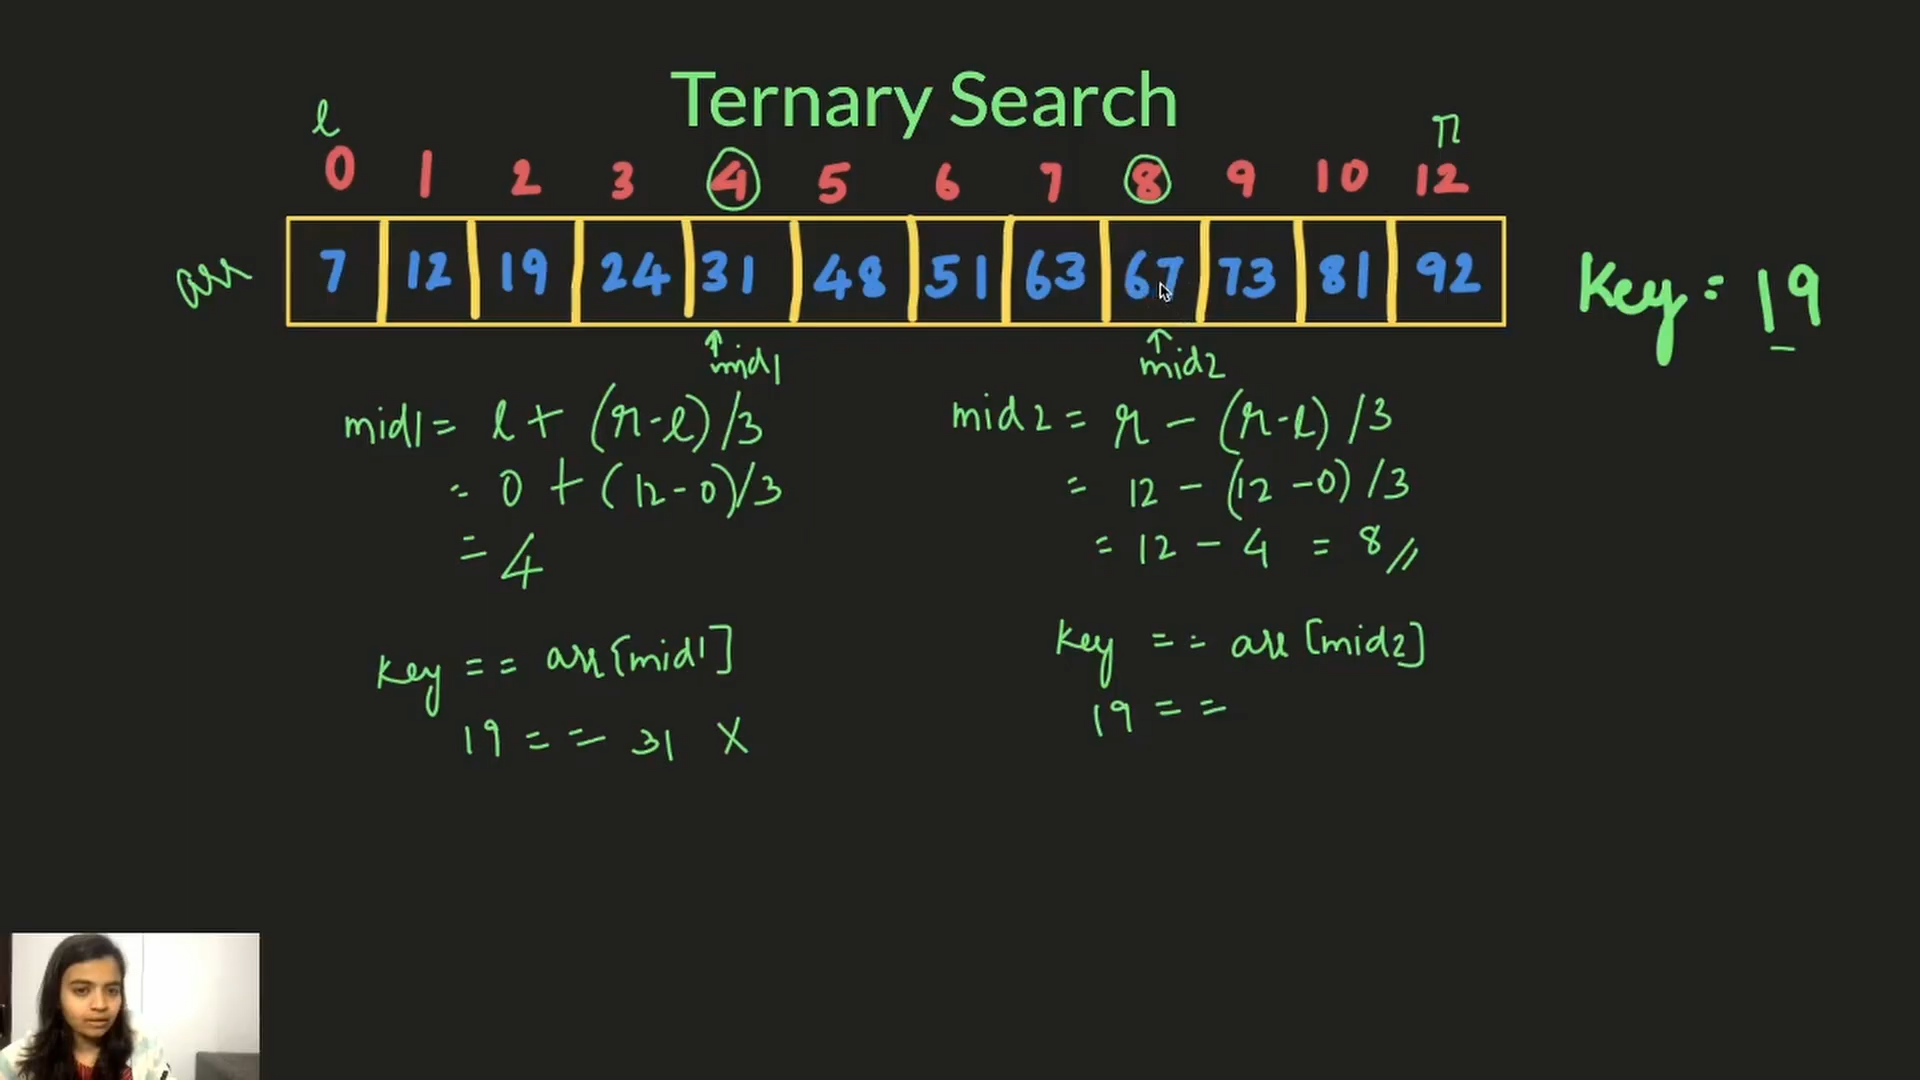 Ternary Search
l r
0 1 2 3 4 5 6 7 8 9 10 12
arr 7 12 19 24 31 48 51 63 67 73 81 92
Key = 19
mid1 mid2
mid1 = l + (r-l)/3
= 0 + (12-0)/3
= 4
mid2 = r - (r-l)/3
= 12 - (12-0)/3
= 12 - 4 = 8 //
key == arr[mid1]
19 == 31 X
key == arr[mid2]
19 ==